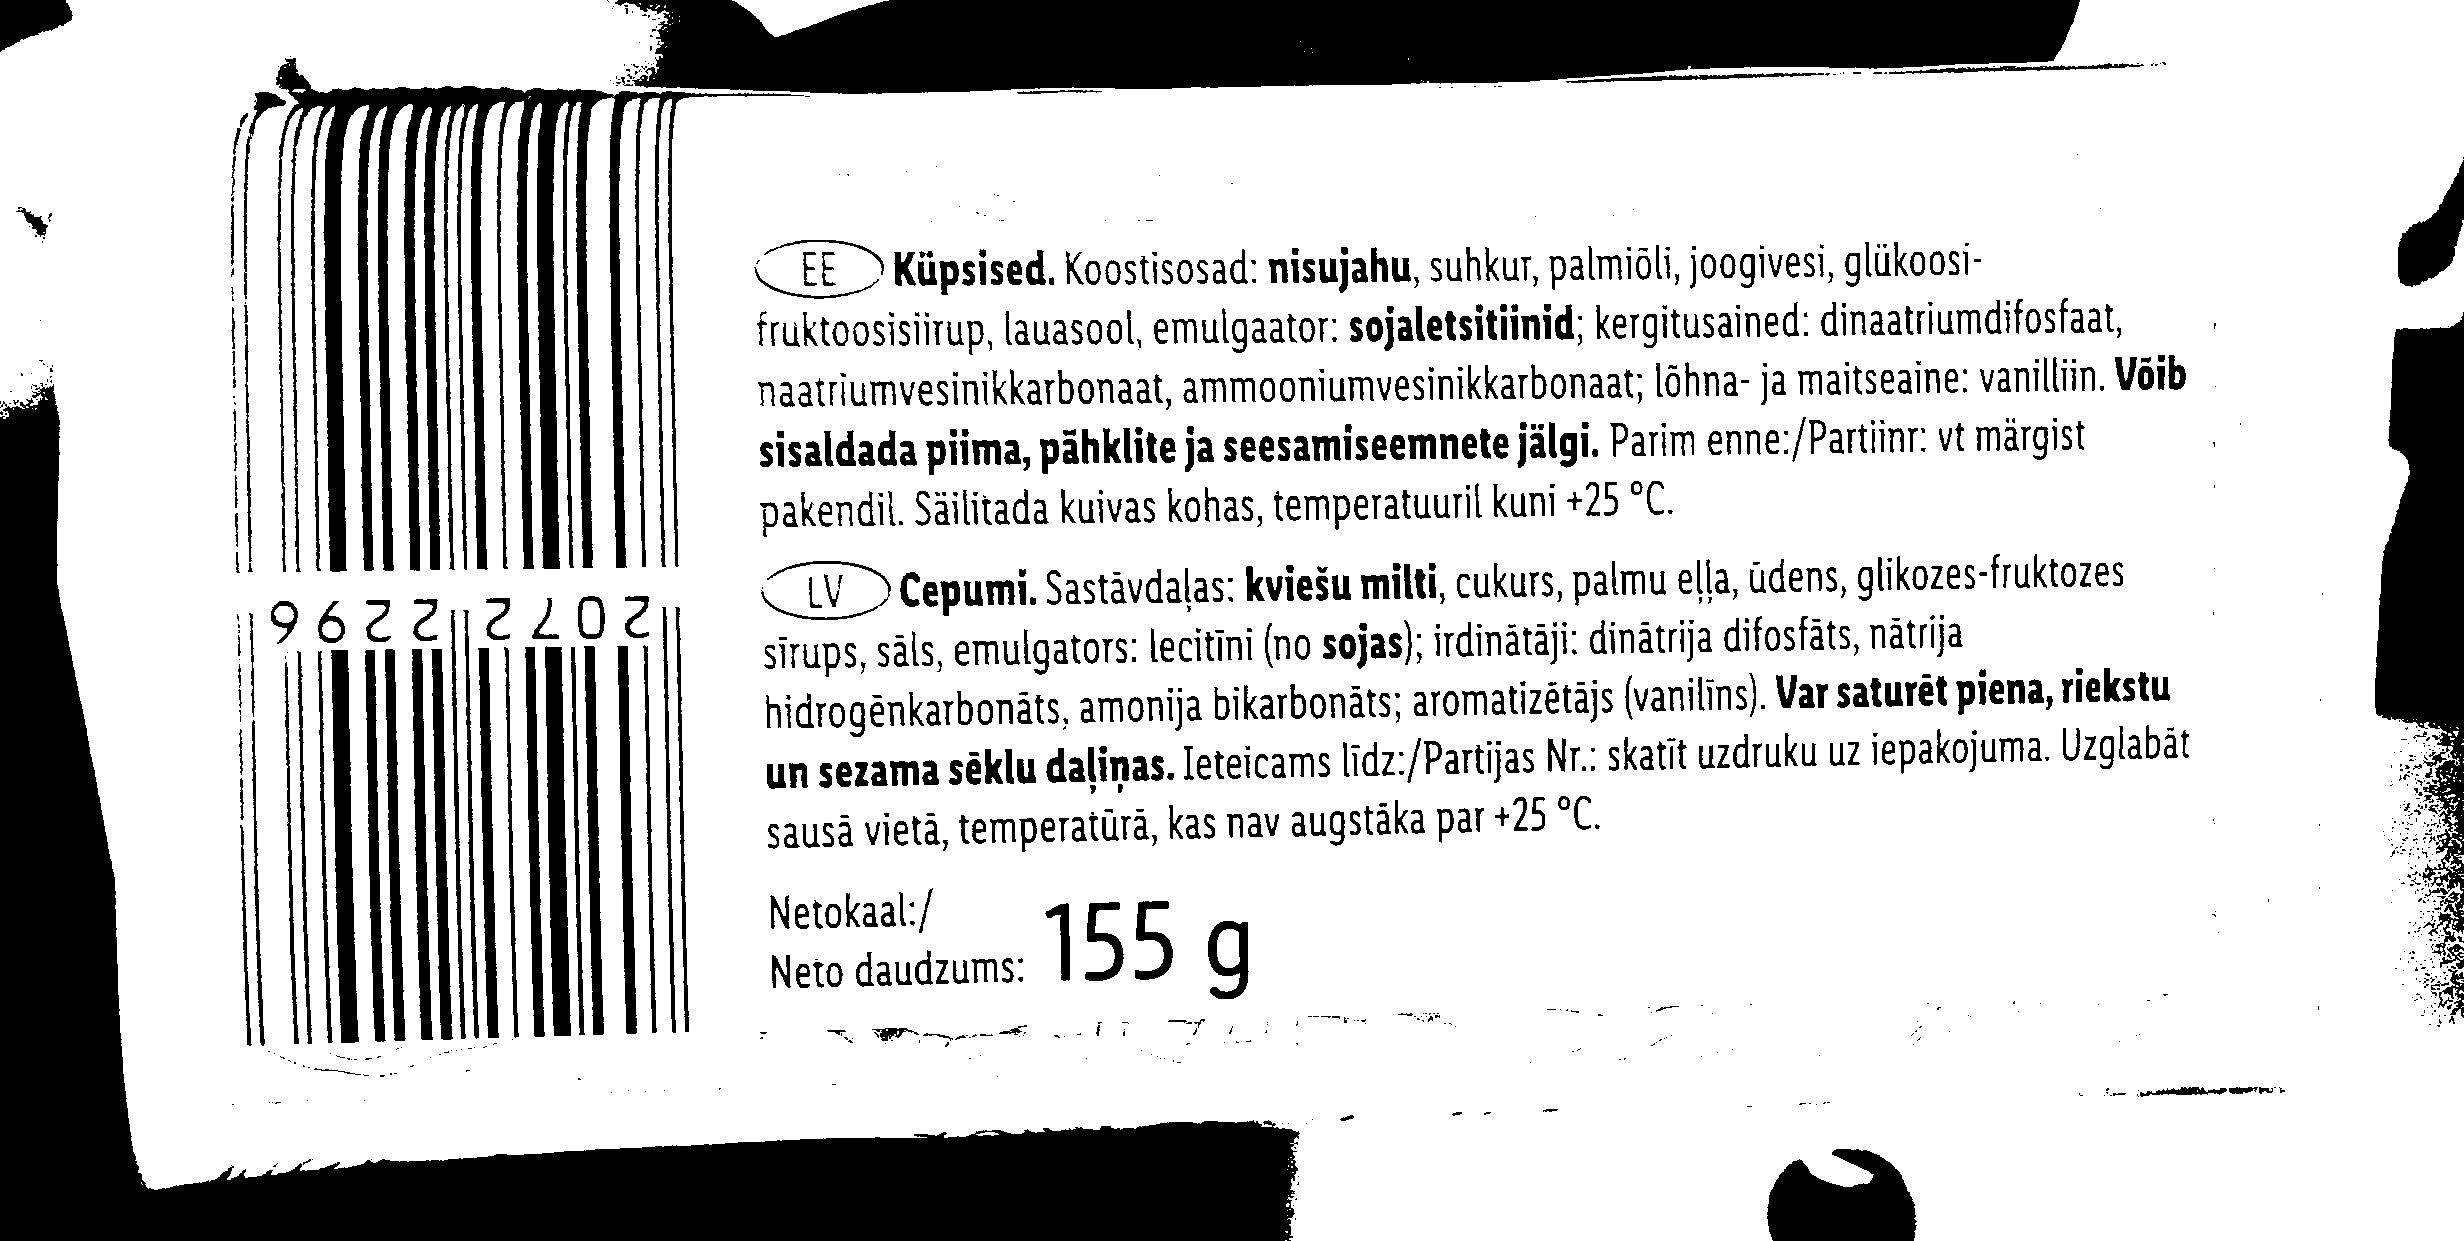 EE Küpsised. Koostisosad: nisujahu, suhkur, palmiõli, joogivesi, glükoosi-
fruktoosisiirup, lauasool, emulgaator: sojaletsitiinid; kergitusained: dinaatriumdifosfaat,
naatriumvesinikkarbonaat, ammooniumvesinikkarbonaat; lõhna- ja maitseaine: vanilliin. Võib
sisaldada piima, pähklite ja seesamiseemnete jälgi. Parim enne:/Partiinr: vt märgist
pakendil. Säilitada kuivas kohas, temperatuuril kuni +25 °C.
LV Cepumi. Sastāvdaļas: kviešu milti, cukurs, palmu eļļa, ūdens, glikozes-fruktozes
sīrups, sāls, emulgators: lecitīni (no sojas); irdinātāji: dinātrija difosfāts, nātrija
hidrogēnkarbonāts, amonija bikarbonāts; aromatizētājs (vanilīns). Var saturēt piena, riekstu
un sezama sēklu daļiņas. Ieteicams līdz:/Partijas Nr.: skatīt uzdruku uz iepakojuma. Uzglabāt
sausā vietā, temperatūrā, kas nav augstāka par +25 °C.
Netokaal:/
Neto daudzums: 155 g
2072 2296